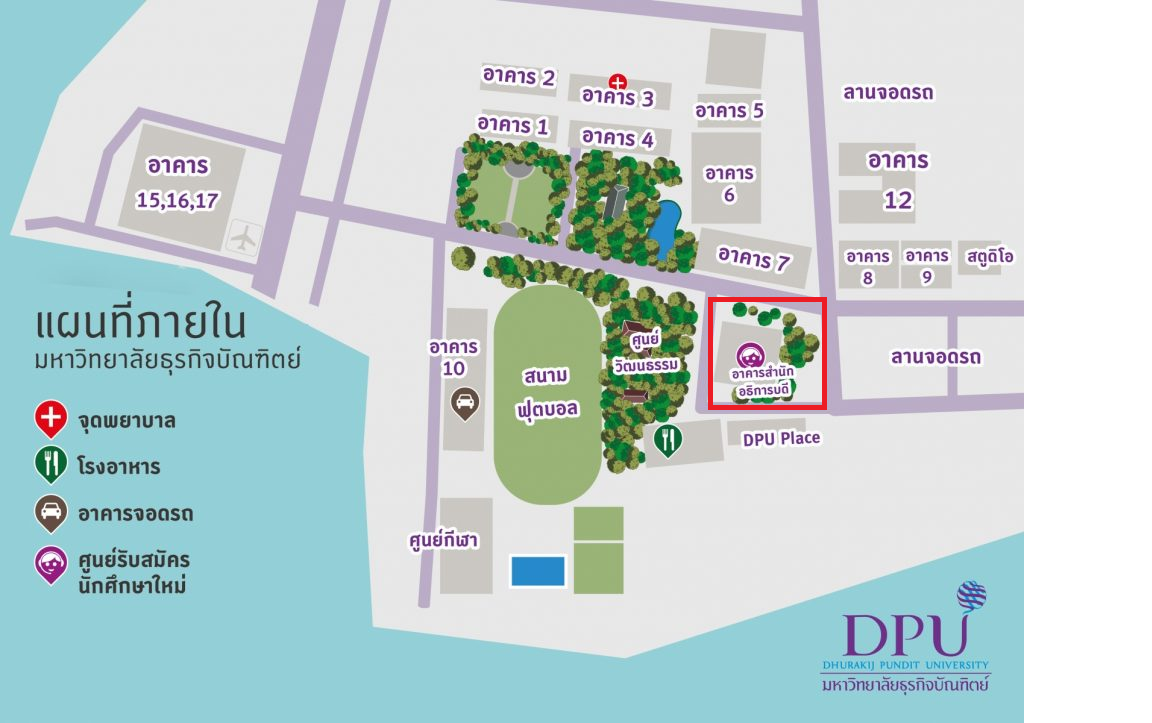 อาคาร 2
อาคาร 3
อาคาร 1
อาคาร 4
อาคาร 5
อาคาร
6
อาคาร 7
ลานจอดรถ
อาคาร
12
อาคาร
8
อาคาร
9
สตูดิโอ
อาคาร
15,16,17
แผนที่ภายใน
มหาวิทยาลัยธุรกิจบัณฑิตย์
จุดพยาบาล
โรงอาหาร
อาคารจอดรถ
ศูนย์รับสมัคร
นักศึกษาใหม่
อาคาร
10
สนาม
ฟุตบอล
ศูนย์
วัฒนธรรม
อาคารสำนัก
อธิการบดี
ลานจอดรถ
DPU Place
ศูนย์กีฬา
DPU
DHURAKIJ PUNDIT UNIVERSITY
มหาวิทยาลัยธุรกิจบัณฑิตย์